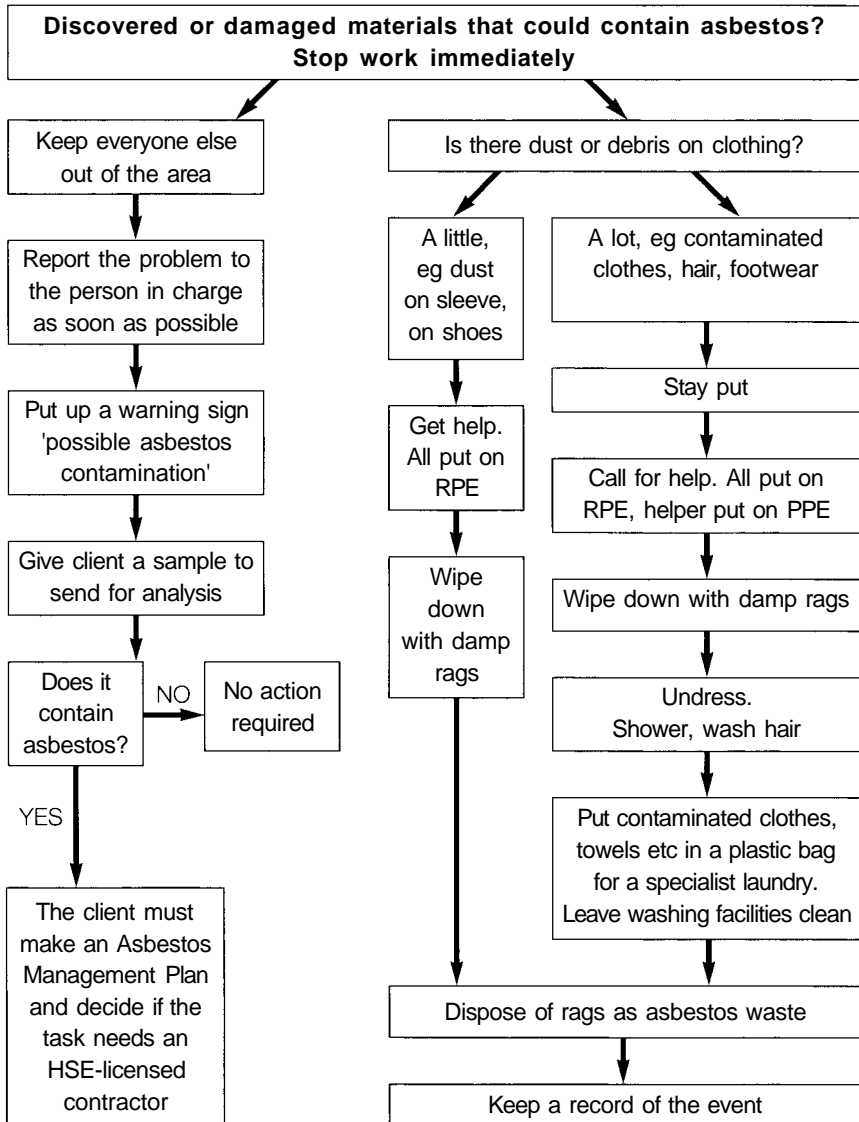 Discovered or damaged materials that could contain asbestos?
Stop work immediately
Keep everyone else
out of the area
Report the problem to
the person in charge
as soon as possible
Put up a warning sign
'possible asbestos
contamination'
Give client a sample to
send for analysis
Does it
contain
asbestos?
NO
No action
required
YES
The client must
make an Asbestos
Management Plan
and decide if the
task needs an
HSE-licensed
contractor
Is there dust or debris on clothing?
A little,
eg dust
on sleeve,
on shoes
Get help.
All put on
RPE
Wipe
down
with damp
rags
A lot, eg contaminated
clothes, hair, footwear
Stay put
Call for help. All put on
RPE, helper put on PPE
Wipe down with damp rags
Undress.
Shower, wash hair
Put contaminated clothes,
towels etc in a plastic bag
for a specialist laundry.
Leave washing facilities clean
Dispose of rags as asbestos waste
Keep a record of the event